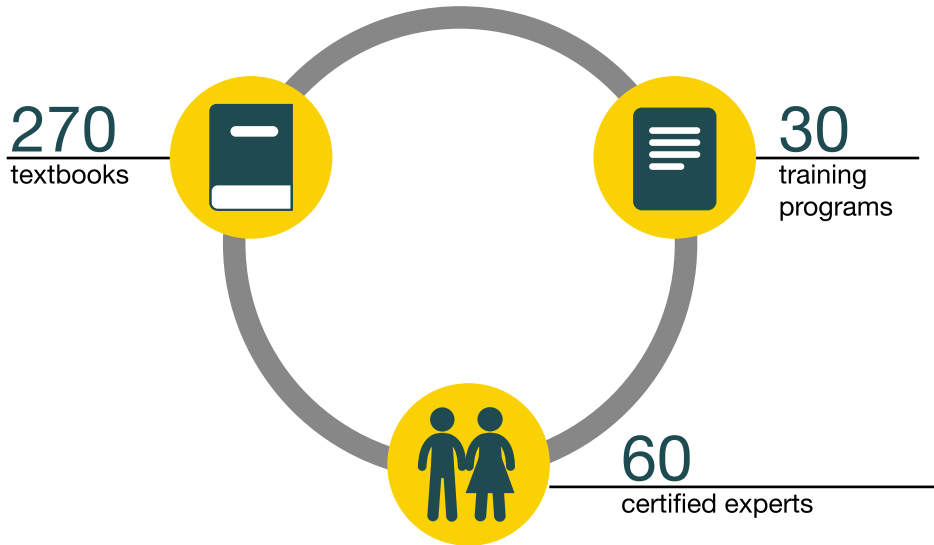 270
textbooks
30
training
programs
60
certified experts